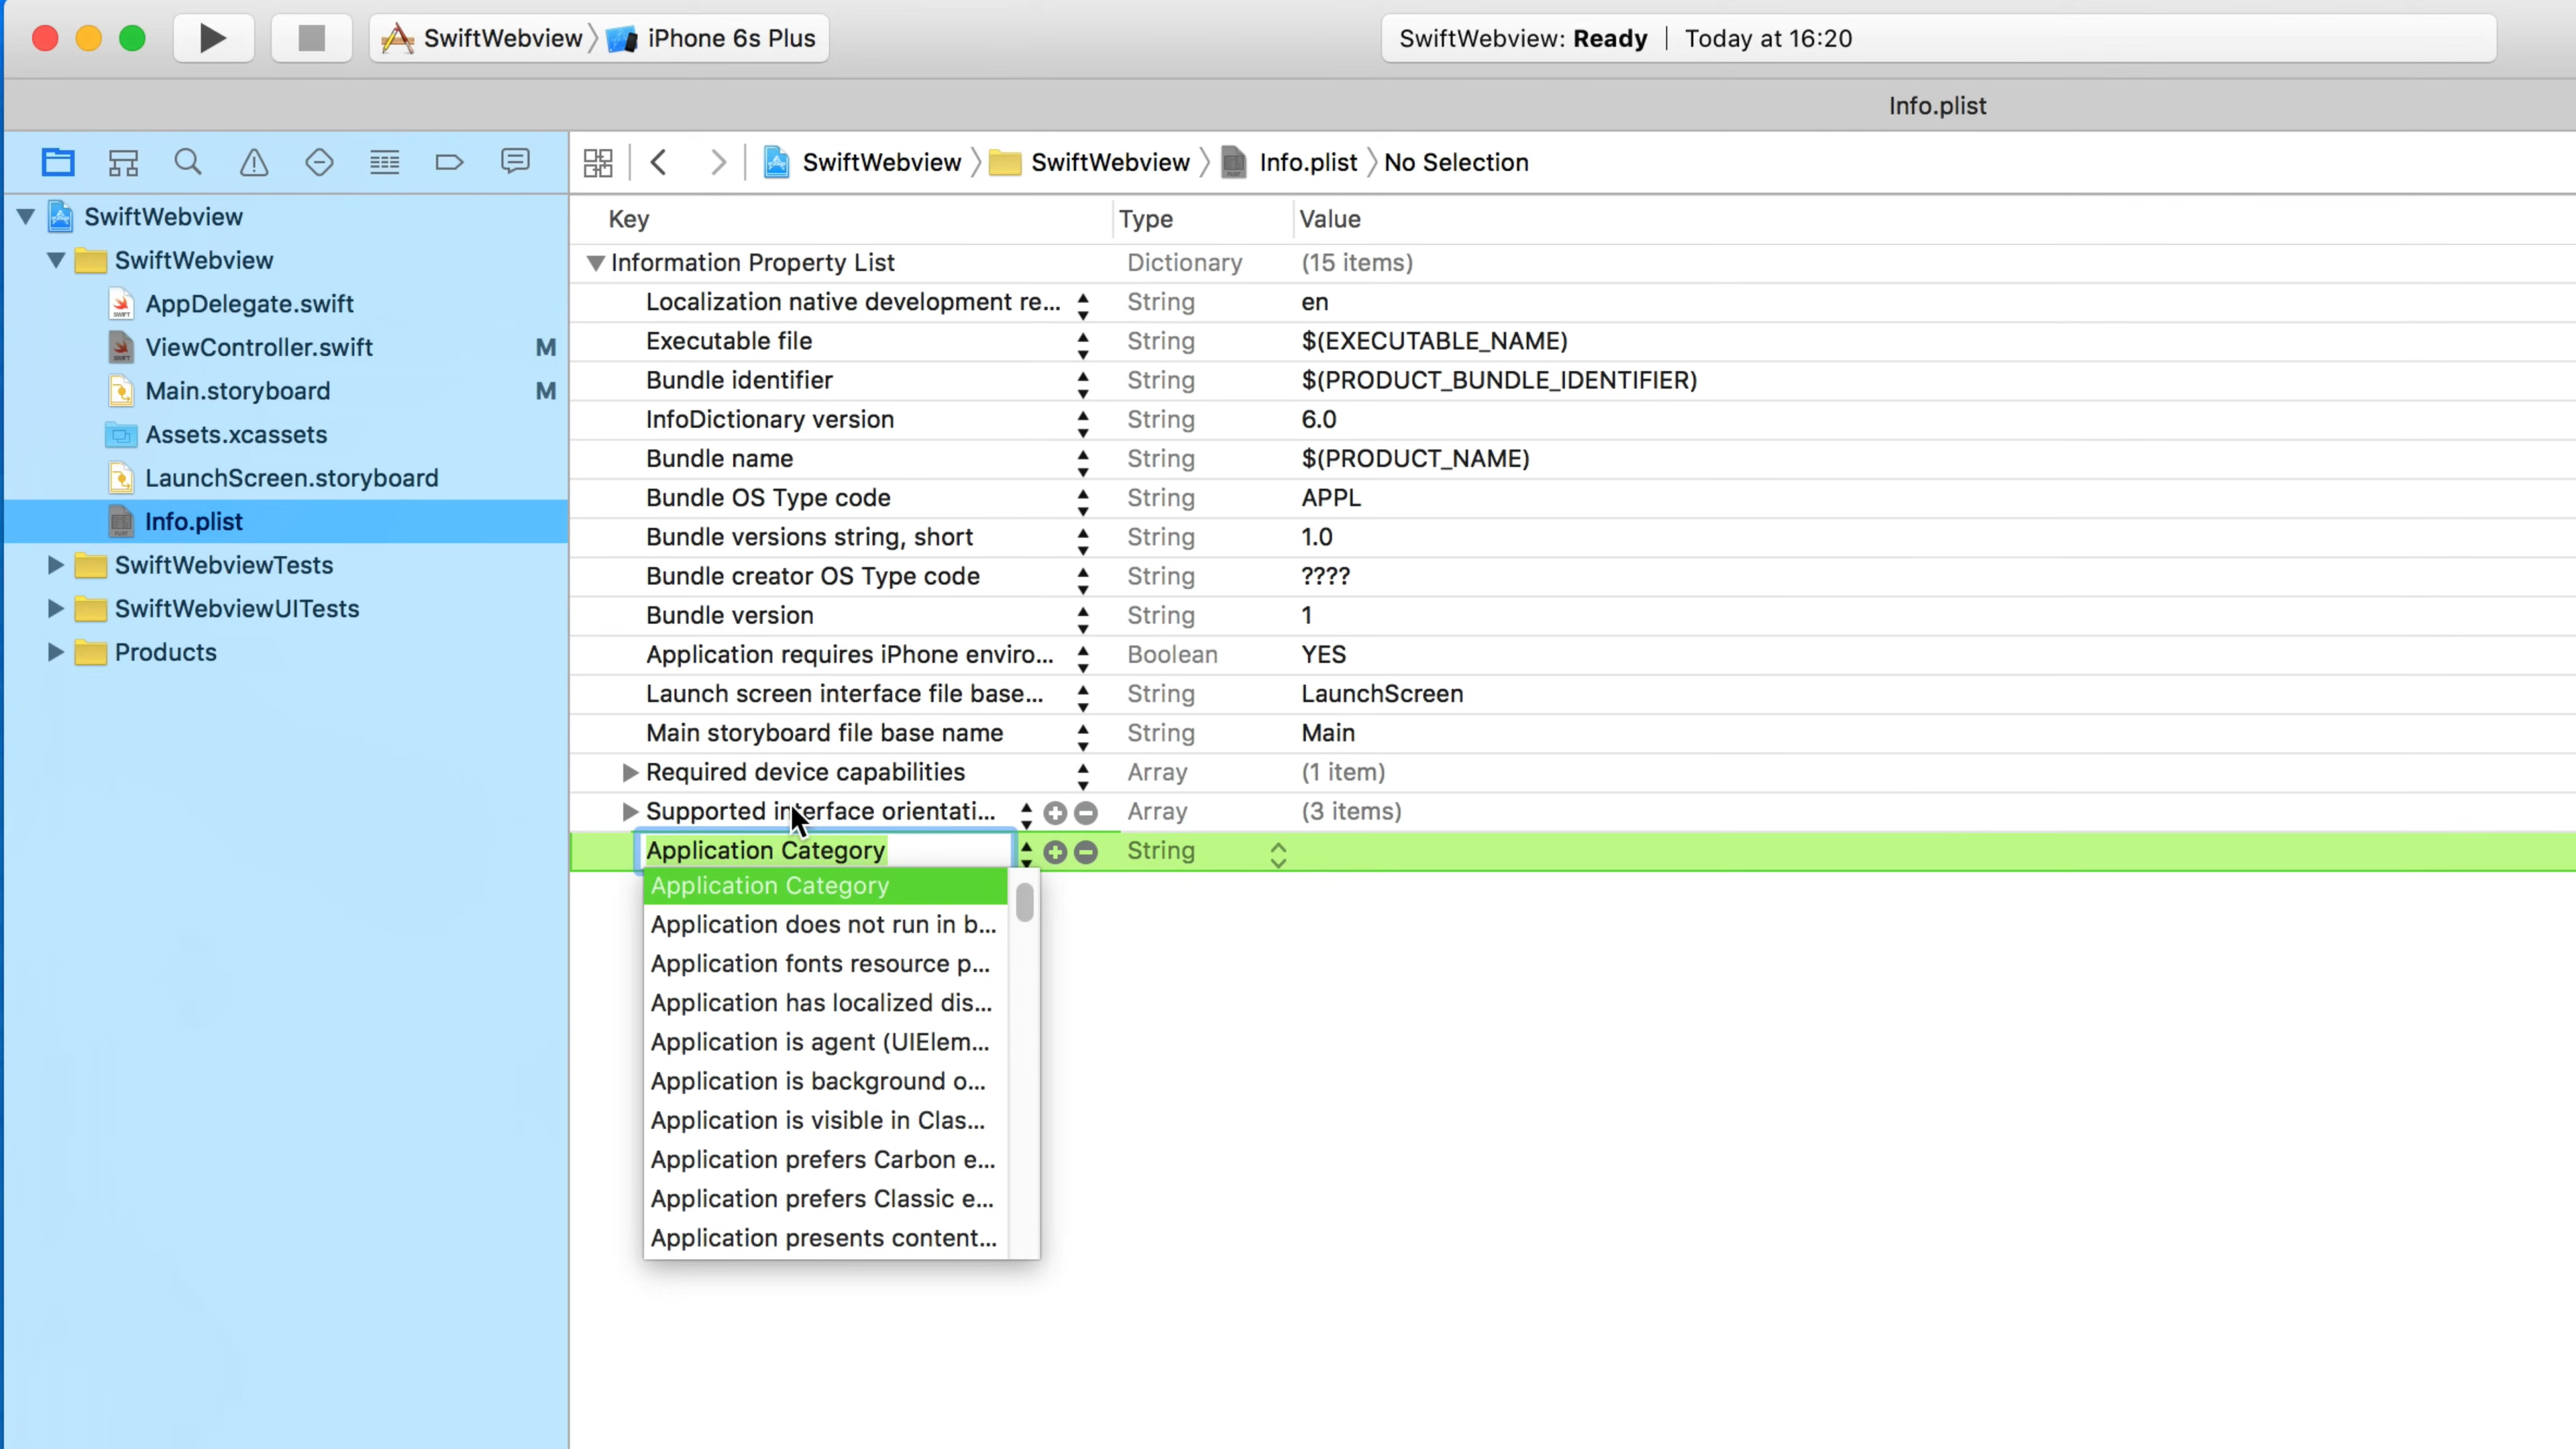 SwiftWebview iPhone 6s Plus
SwiftWebview: Ready | Today at 16:20
Info.plist
SwiftWebview SwiftWebview Info.plist No Selection
SwiftWebview
SwiftWebview
AppDelegate.swift
ViewController.swift M
Main.storyboard M
Assets.xcassets
LaunchScreen.storyboard
Info.plist
SwiftWebviewTests
SwiftWebviewUITests
Products
Key Type Value
Information Property List Dictionary (15 items)
Localization native development re... String en
Executable file String $(EXECUTABLE_NAME)
Bundle identifier String $(PRODUCT_BUNDLE_IDENTIFIER)
InfoDictionary version String 6.0
Bundle name String $(PRODUCT_NAME)
Bundle OS Type code String APPL
Bundle versions string, short String 1.0
Bundle creator OS Type code String ????
Bundle version String 1
Application requires iPhone enviro... Boolean YES
Launch screen interface file base... String LaunchScreen
Main storyboard file base name String Main
Required device capabilities Array (1 item)
Supported interface orientati... Array (3 items)
Application Category String
Application Category
Application does not run in b...
Application fonts resource p...
Application has localized dis...
Application is agent (UIElem...
Application is background o...
Application is visible in Clas...
Application prefers Carbon e...
Application prefers Classic e...
Application presents content...